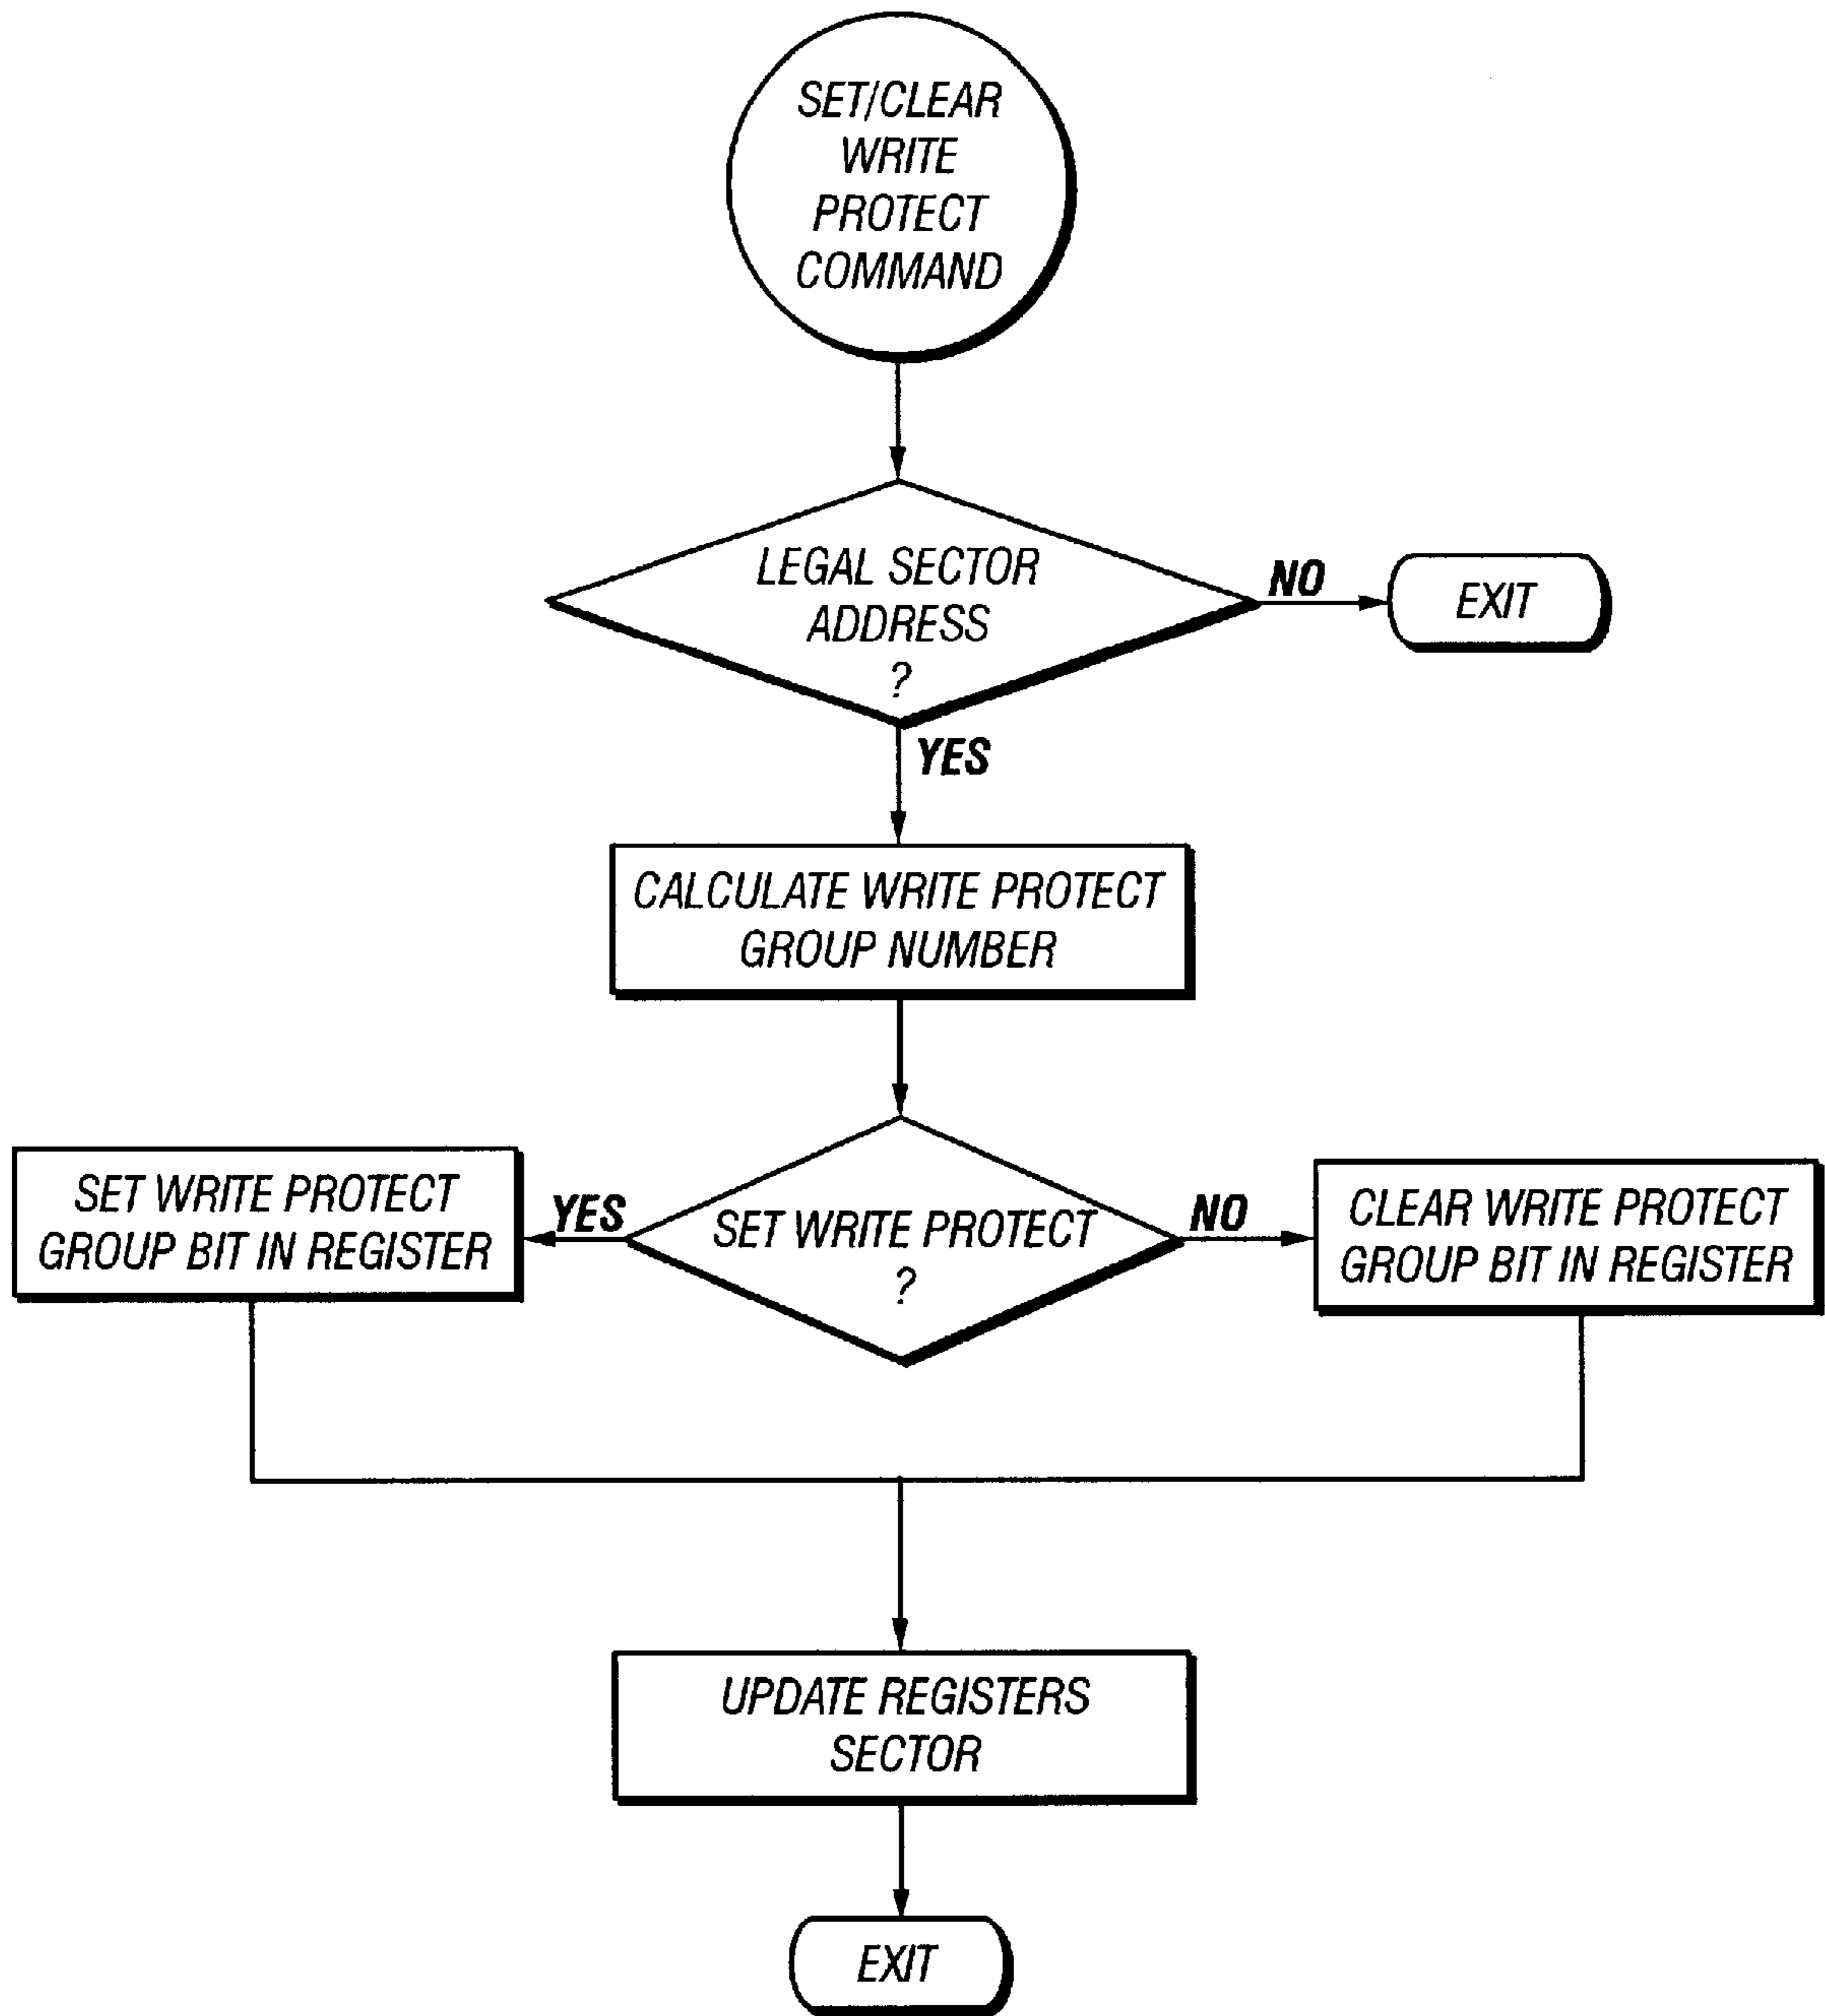 SET/CLEAR
WRITE
PROTECT
COMMAND
LEGAL SECTOR
ADDRESS
?
NO
EXIT
YES
CALCULATE WRITE PROTECT
GROUP NUMBER
SET WRITE PROTECT
GROUP BIT IN REGISTER
YES
SET WRITE PROTECT
?
NO
CLEAR WRITE PROTECT
GROUP BIT IN REGISTER
UPDATE REGISTERS
SECTOR
EXIT